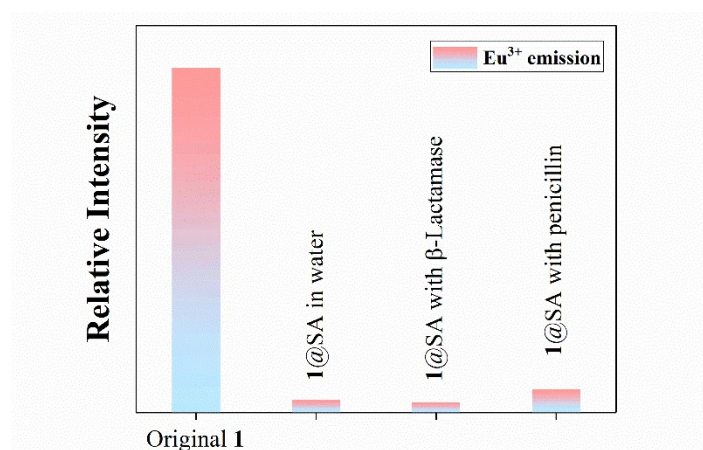 Eu³⁺ emission
Relative Intensity
1@SA in water
1@SA with β-Lactamase
1@SA with penicillin
Original 1